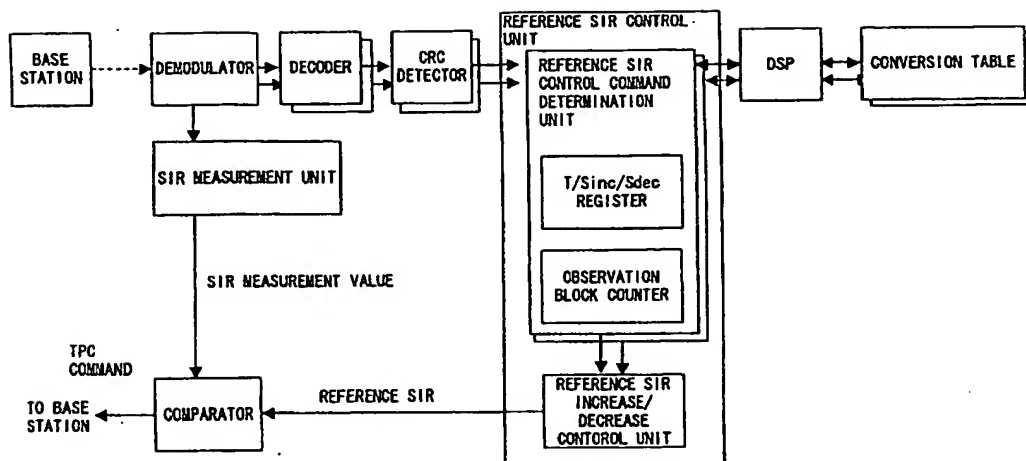 REFERENCE SIR CONTROL
UNIT
BASE
STATION
DEMODULATOR
DECODER
CRC
DETECTOR
REFERENCE SIR
CONTROL COMMAND
DETERMINATION
UNIT
DSP
CONVERSION TABLE
SIR MEASUREMENT UNIT
T/Sinc/Sdec
REGISTER
OBSERVATION
BLOCK COUNTER
SIR MEASUREMENT VALUE
TPC
COMMAND
TO BASE
STATION
COMPARATOR
REFERENCE SIR
REFERENCE SIR
INCREASE/
DECREASE
CONTOROL UNIT